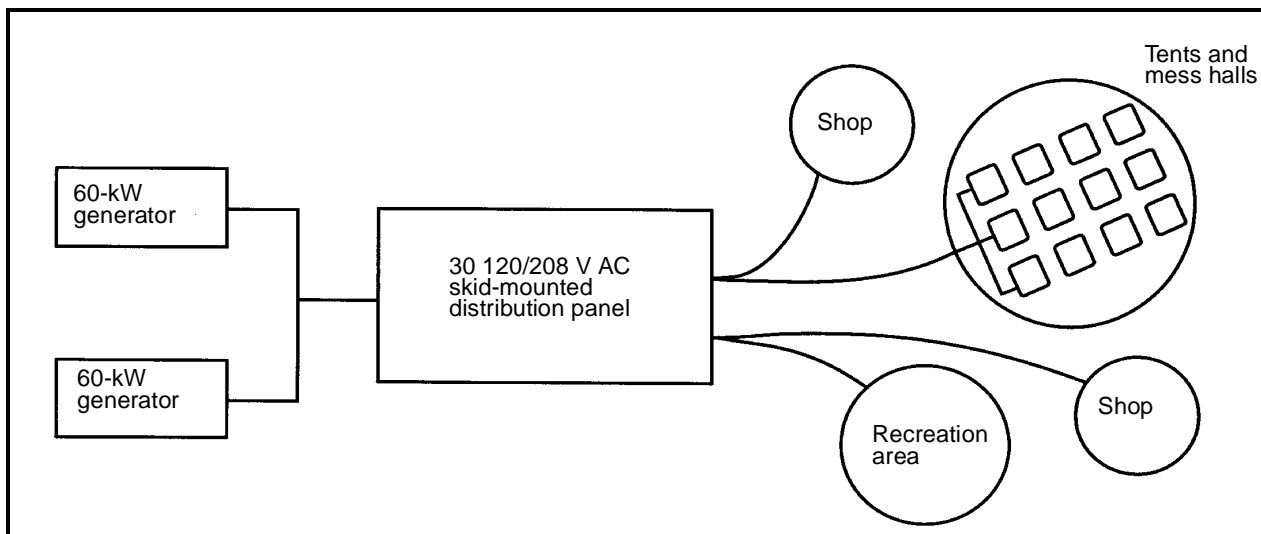 60-kW
generator
60-kW
generator
30 120/208 V AC
skid-mounted
distribution panel
Shop
Tents and
mess halls
Shop
Recreation
area